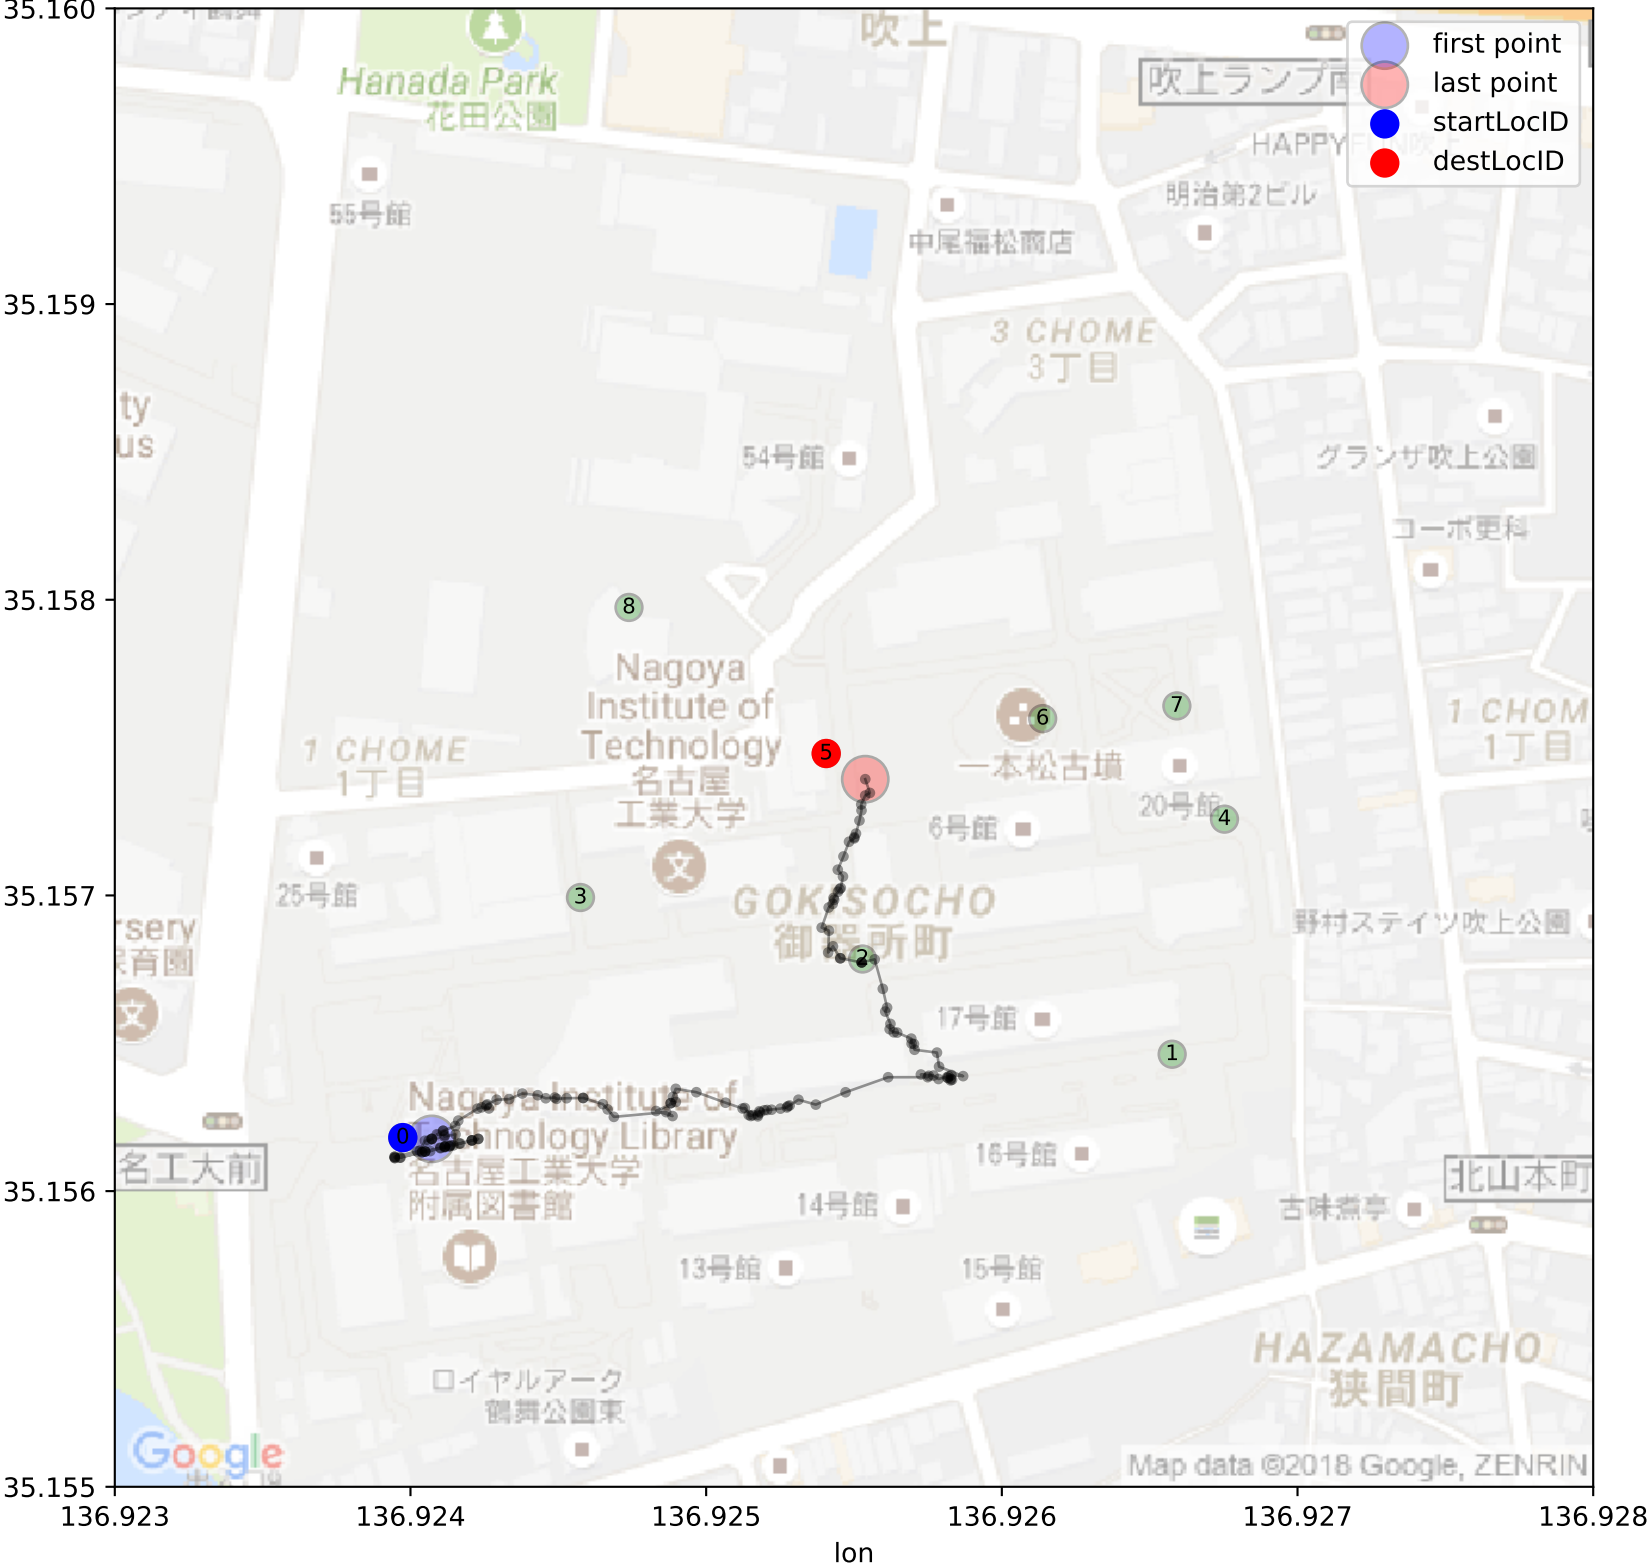 35.160
35.159
35.158
35.157
35.156
35.155
136.923
136.924
136.925
136.926
136.927
136.928
lon
first point
last point
startLocID
destLocID
吹上
Hanada Park
花田公園
吹上ランプ南
HAPPY
55号館
明治第2ビル
中尾福松商店
3 CHOME
3丁目
ty
us
54号館
グランザ吹上公園
コーポ更科
8
Nagoya
Institute of
Technology
名古屋
工業大学
7
6
1 CHOME
1丁目
1 CHOM
1丁目
5
一本松古墳
20号館
4
6号館
25号館
3
GOKISOCHO
御器所町
野村ステイツ吹上公園
rsery
保育園
2
17号館
1
Nagoya Institute of
Technology Library
名古屋工業大学
附属図書館
0
名工大前
16号館
北山本町
14号館
古味煮亭
13号館
15号館
HAZAMACHO
狭間町
ロイヤルアーク
鶴舞公園東
Google
Map data ©2018 Google, ZENRIN